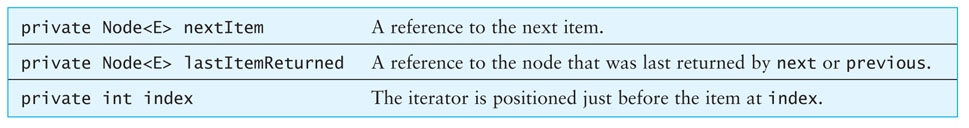 private Node<E> nextItem A reference to the next item.
private Node<E> lastItemReturned A reference to the node that was last returned by next or previous.
private int index The iterator is positioned just before the item at index.